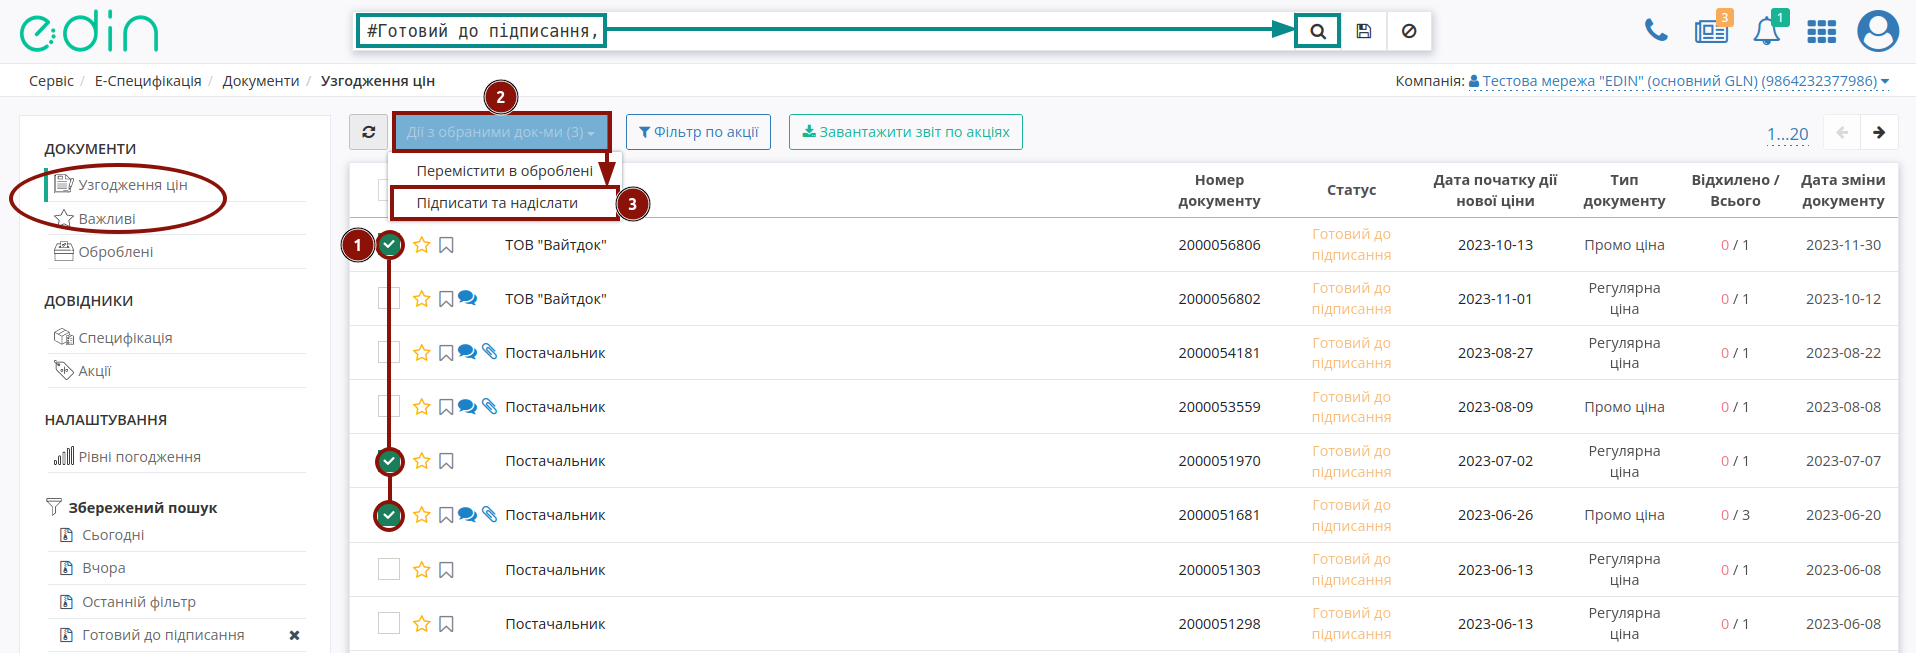 edin
#Готовий до підписання,
3
1
Сервіс / Е-Специфікація / Документи / Узгодження цін
Компанія: Тестова мережа "EDIN" (основний GLN) (9864232377986)
2
ДОКУМЕНТИ
Узгодження цін
Важливі
Оброблені
ДОВІДНИКИ
Специфікація
Акції
НАЛАШТУВАННЯ
Рівні погодження
Збережений пошук
Сьогодні
Вчора
Останній фільтр
Готовий до підписання
Дії з обраними док-ми (3)
Фільтр по акції
Завантажити звіт по акціях
1...20
Перемістити в оброблені
Підписати та надіслати
3
Номер документу Статус Дата початку дії нової ціни Тип документу Відхилено / Всього Дата зміни документу
1
ТОВ "Вайтдок" 2000056806 Готовий до підписання 2023-10-13 Промо ціна 0 / 1 2023-11-30
ТОВ "Вайтдок" 2000056802 Готовий до підписання 2023-11-01 Регулярна ціна 0 / 1 2023-10-12
Постачальник 2000054181 Готовий до підписання 2023-08-27 Регулярна ціна 0 / 1 2023-08-22
Постачальник 2000053559 Готовий до підписання 2023-08-09 Промо ціна 0 / 1 2023-08-08
Постачальник 2000051970 Готовий до підписання 2023-07-02 Регулярна ціна 0 / 1 2023-07-07
Постачальник 2000051681 Готовий до підписання 2023-06-26 Промо ціна 0 / 3 2023-06-20
Постачальник 2000051303 Готовий до підписання 2023-06-13 Регулярна ціна 0 / 1 2023-06-08
Постачальник 2000051298 Готовий до підписання 2023-06-13 Регулярна ціна 0 / 1 2023-06-08